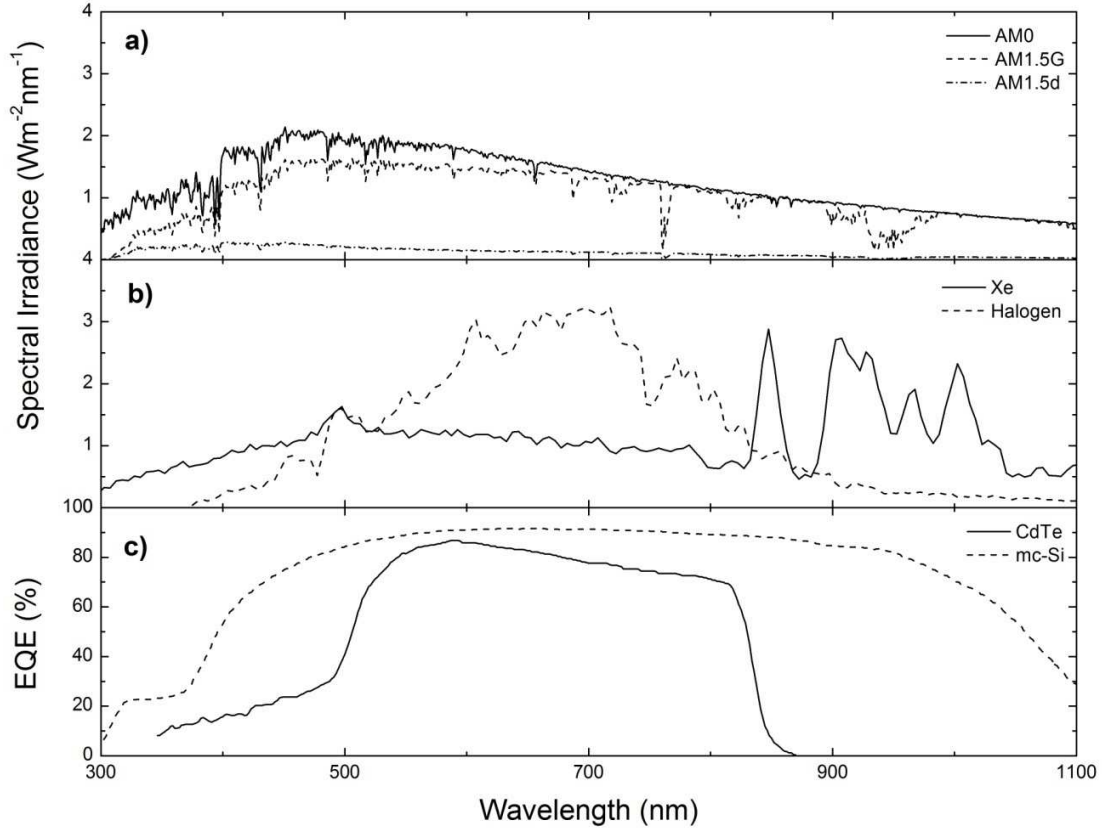 4
a)
AM0
AM1.5G
AM1.5d
3
2
1
4
Spectral Irradiance (Wm-2nm-1)
b)
Xe
Halogen
3
2
1
100
c)
CdTe
mc-Si
80
60
40
20
0
EQE (%)
300 500 700 900 1100
Wavelength (nm)